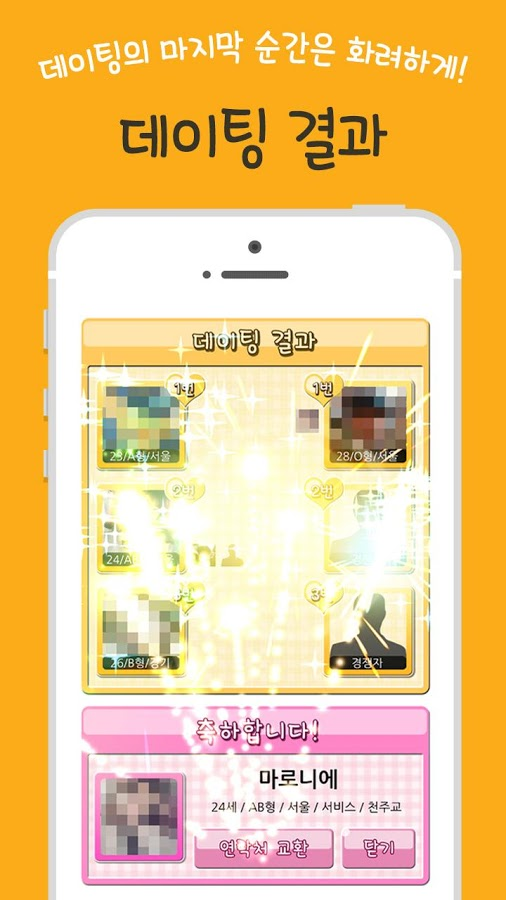 데이팅의 마지막 순간은 화려하게!
데이팅 결과
데이팅 결과
1번
1번
23/A형/서울
28/O형/서울
2번
2번
3번
26/B형/경기
경쟁자
축하합니다!
마로니에
24세 / AB형 / 서울 / 서비스 / 천주교
연락처 교환
닫기